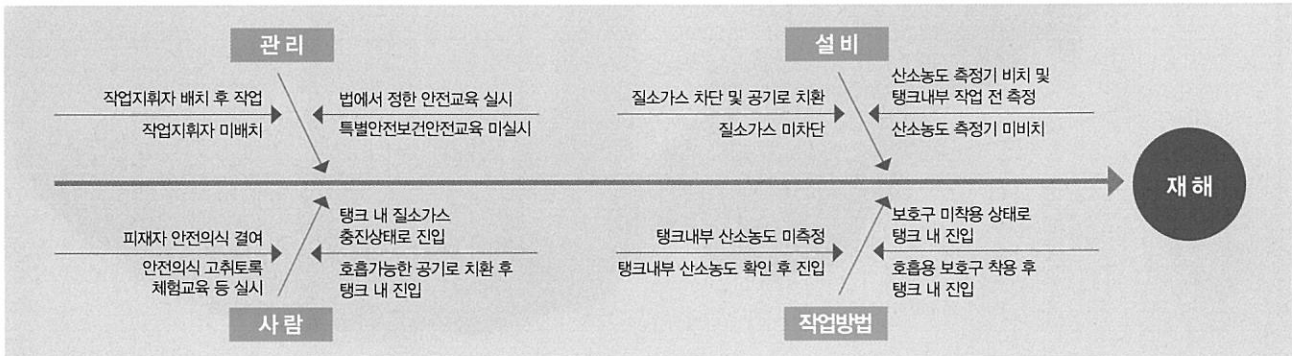 관리
작업지휘자 배치 후 작업
작업지휘자 미배치
법에서 정한 안전교육 실시
특별안전보건안전교육 미실시
설비
질소가스 차단 및 공기로 치환
질소가스 미차단
산소농도 측정기 비치 및
탱크내부 작업 전 측정
산소농도 측정기 미비치
재해
피재자 안전의식 결여
안전의식 고취토록
체험교육 등 실시
탱크 내 질소가스
충진상태로 진입
호흡가능한 공기로 치환 후
탱크 내 진입
사람
탱크내부 산소농도 미측정
탱크내부 산소농도 확인 후 진입
보호구 미착용 상태로
탱크 내 진입
호흡용 보호구 착용 후
탱크 내 진입
작업방법